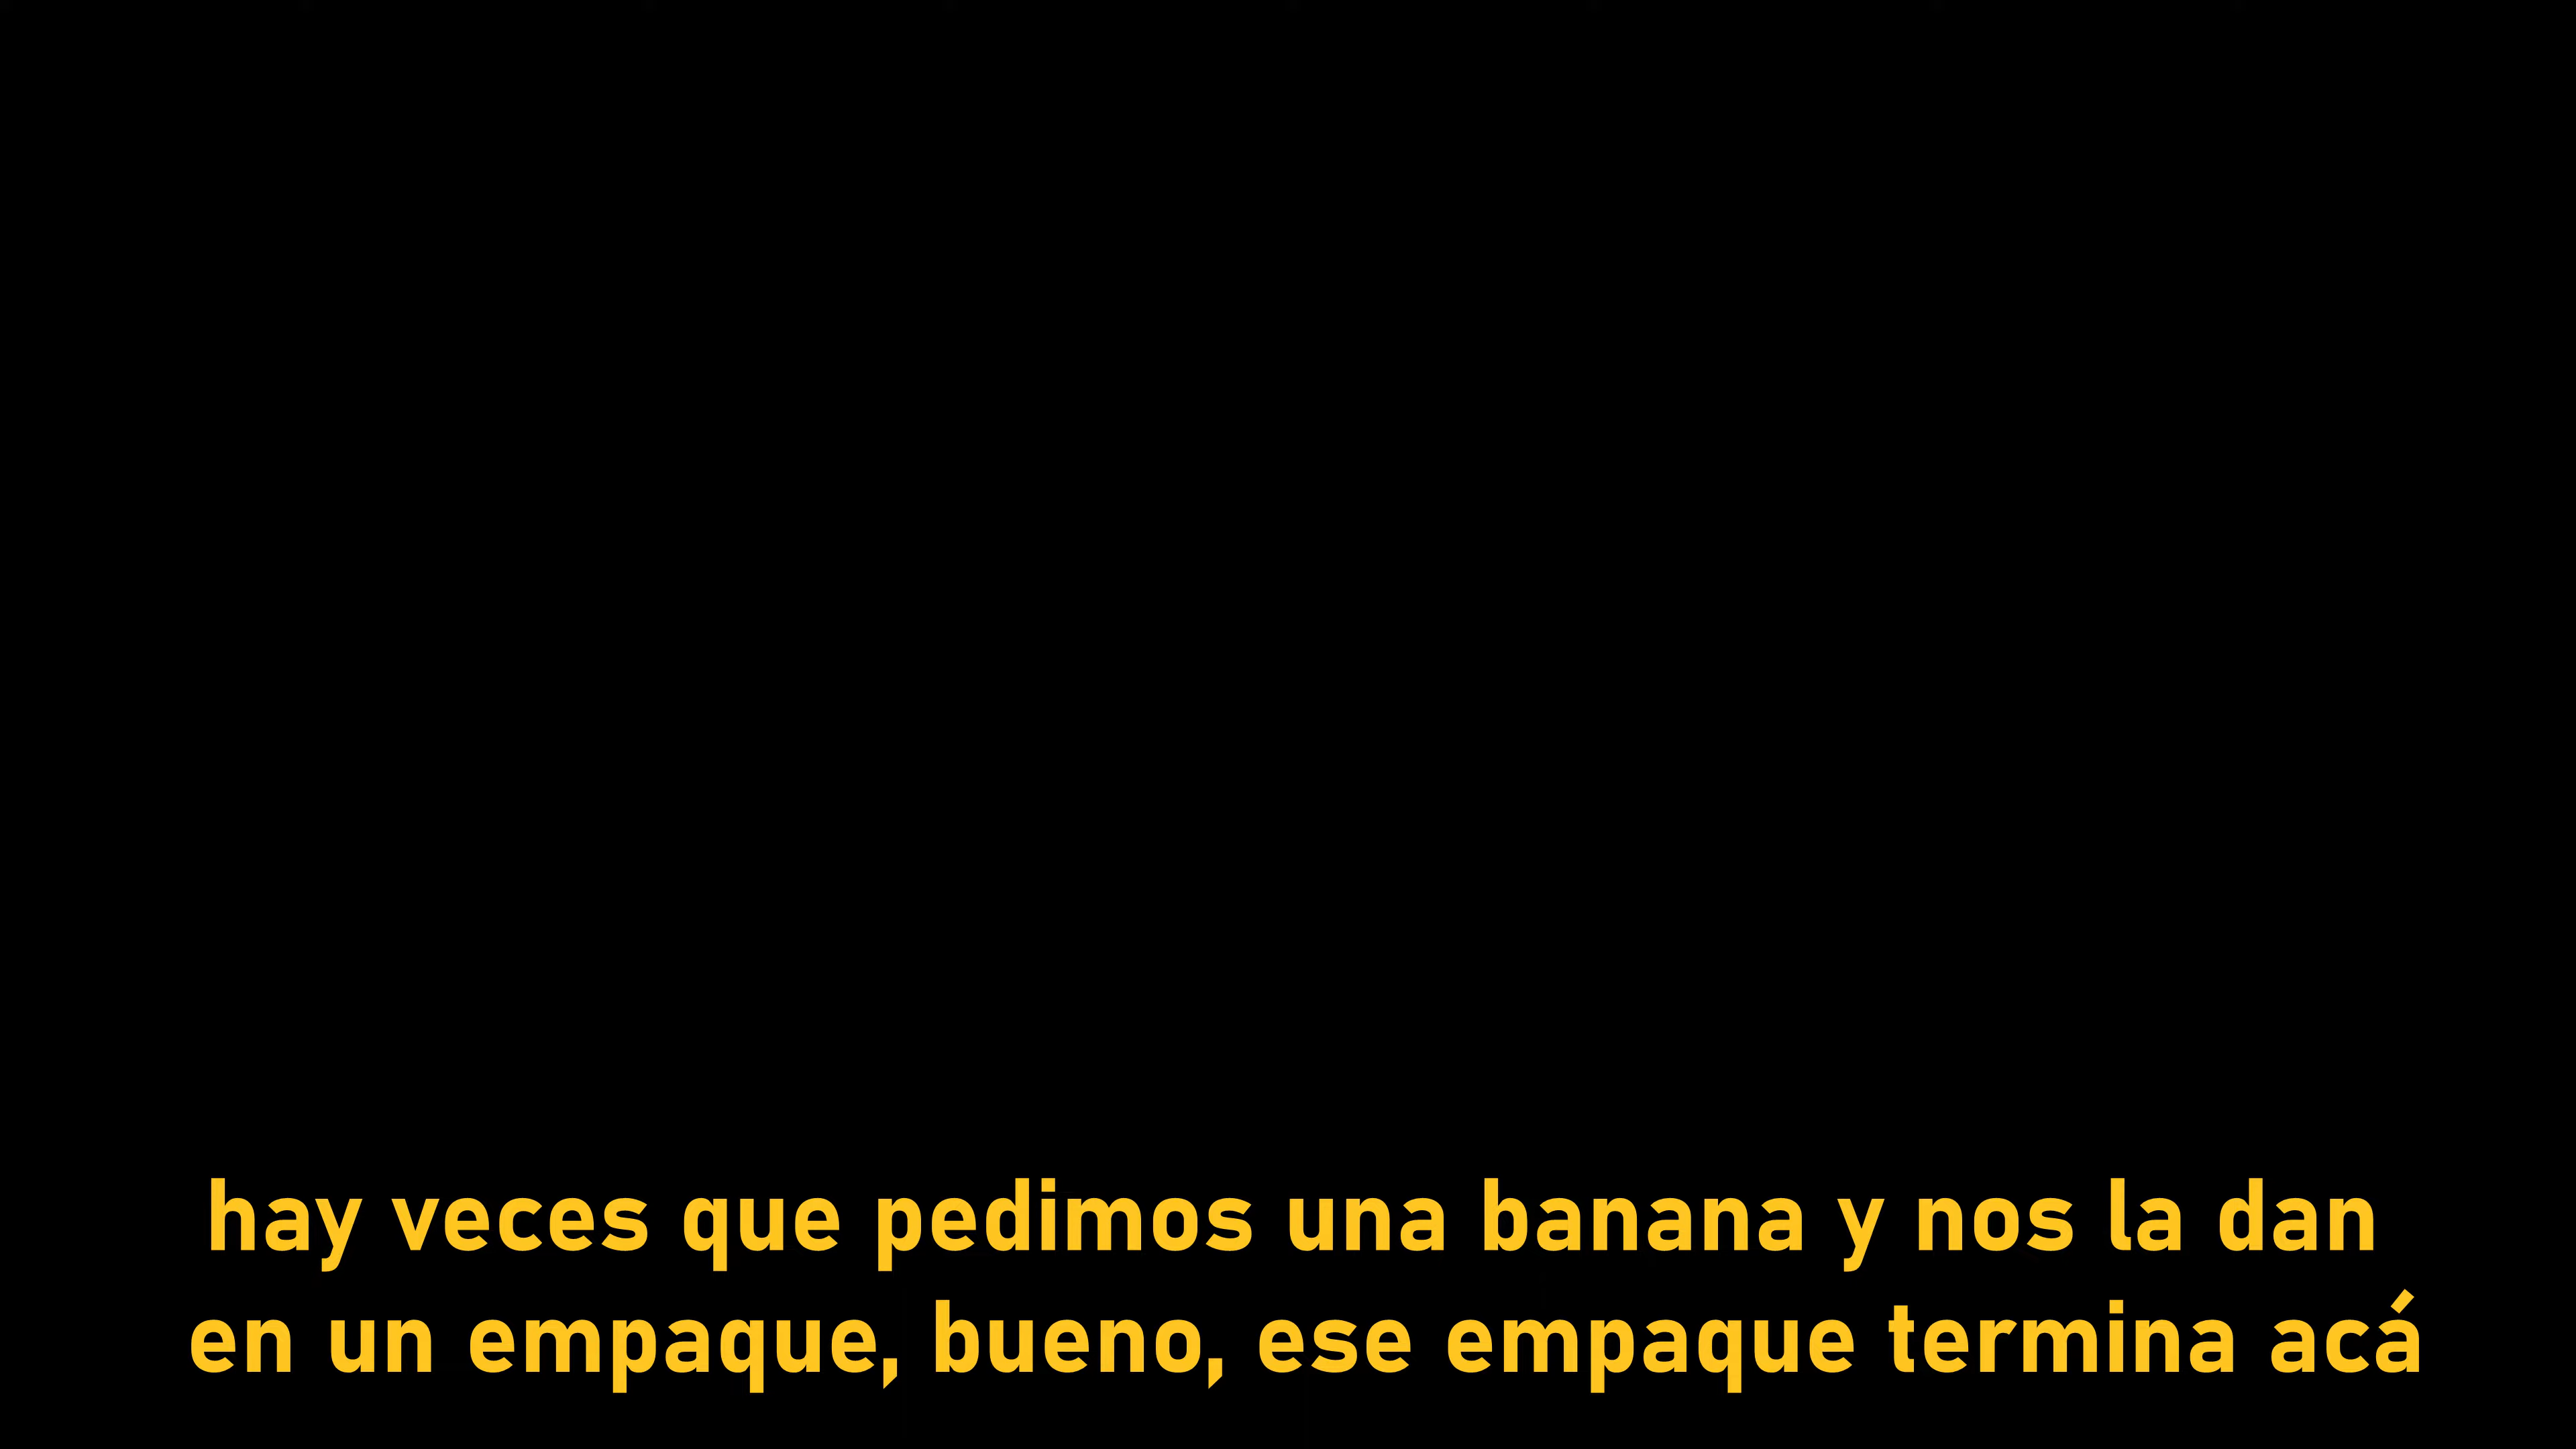 hay veces que pedimos una banana y nos la dan
en un empaque, bueno, ese empaque termina acá